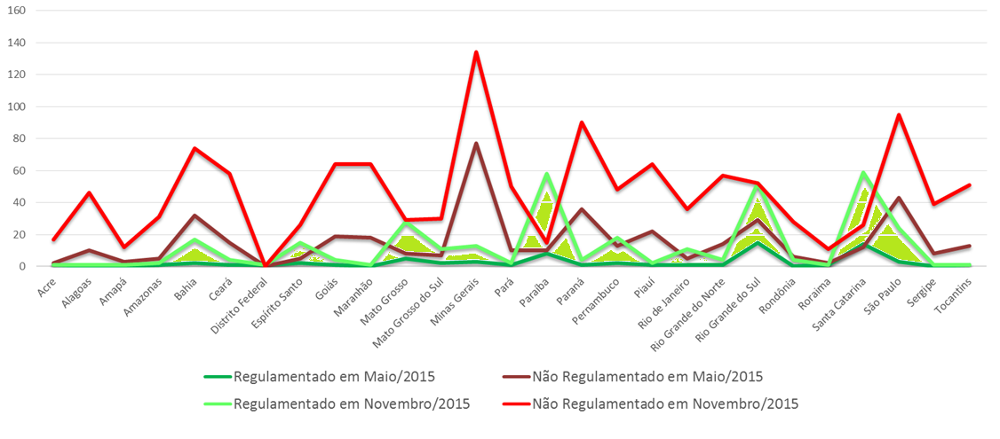 160
140
120
100
80
60
40
20
0
Acre
Alagoas
Amapá
Amazonas
Bahia
Ceará
Distrito Federal
Espírito Santo
Goiás
Maranhão
Mato Grosso
Mato Grosso do Sul
Minas Gerais
Pará
Paraíba
Paraná
Pernambuco
Piauí
Rio de Janeiro
Rio Grande do Norte
Rio Grande do Sul
Rondônia
Roraima
Santa Catarina
São Paulo
Sergipe
Tocantins
Regulamentado em Maio/2015
Não Regulamentado em Maio/2015
Regulamentado em Novembro/2015
Não Regulamentado em Novembro/2015